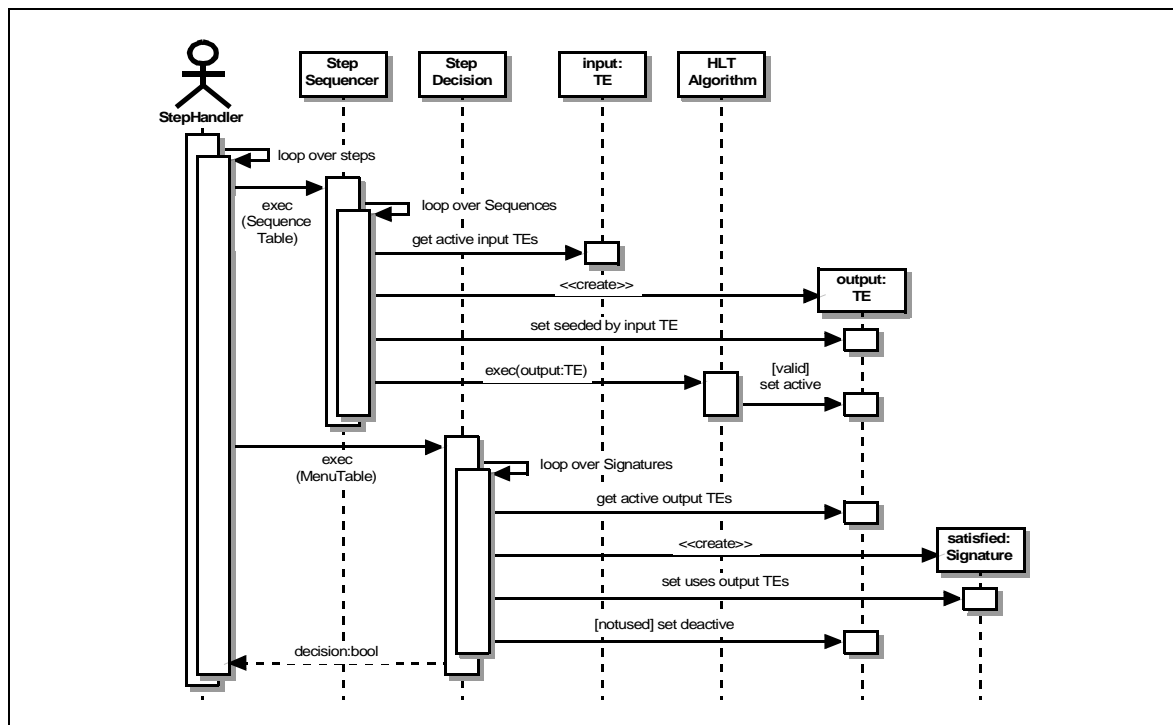 Step
Sequencer
Step
Decision
input:
TE
HLT
Algorithm
StepHandler
loop over steps
exec
(Sequence
Table)
loop over Sequences
get active input TEs
<<create>>
output:
TE
set seeded by input TE
exec(output:TE)
[valid]
set active
exec
(MenuTable)
loop over Signatures
get active output TEs
<<create>>
satisfied:
Signature
set uses output TEs
[notused] set deactive
decision:bool